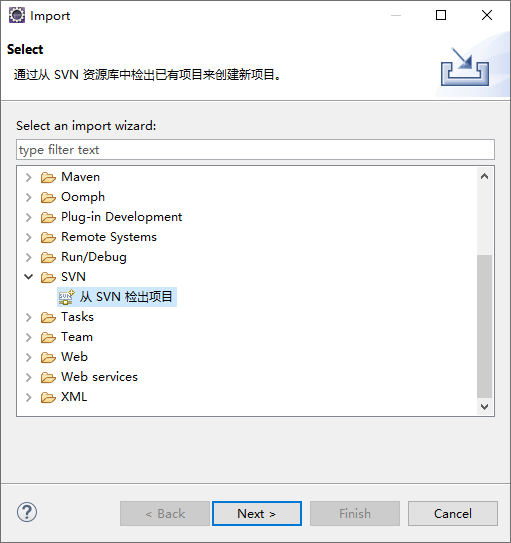 Import
Select
通过从 SVN 资源库中检出已有项目来创建新项目。
Select an import wizard:
type filter text
Maven
Oomph
Plug-in Development
Remote Systems
Run/Debug
SVN
SVN 从 SVN 检出项目
Tasks
Team
Web
Web services
XML
?
< Back Next > Finish Cancel